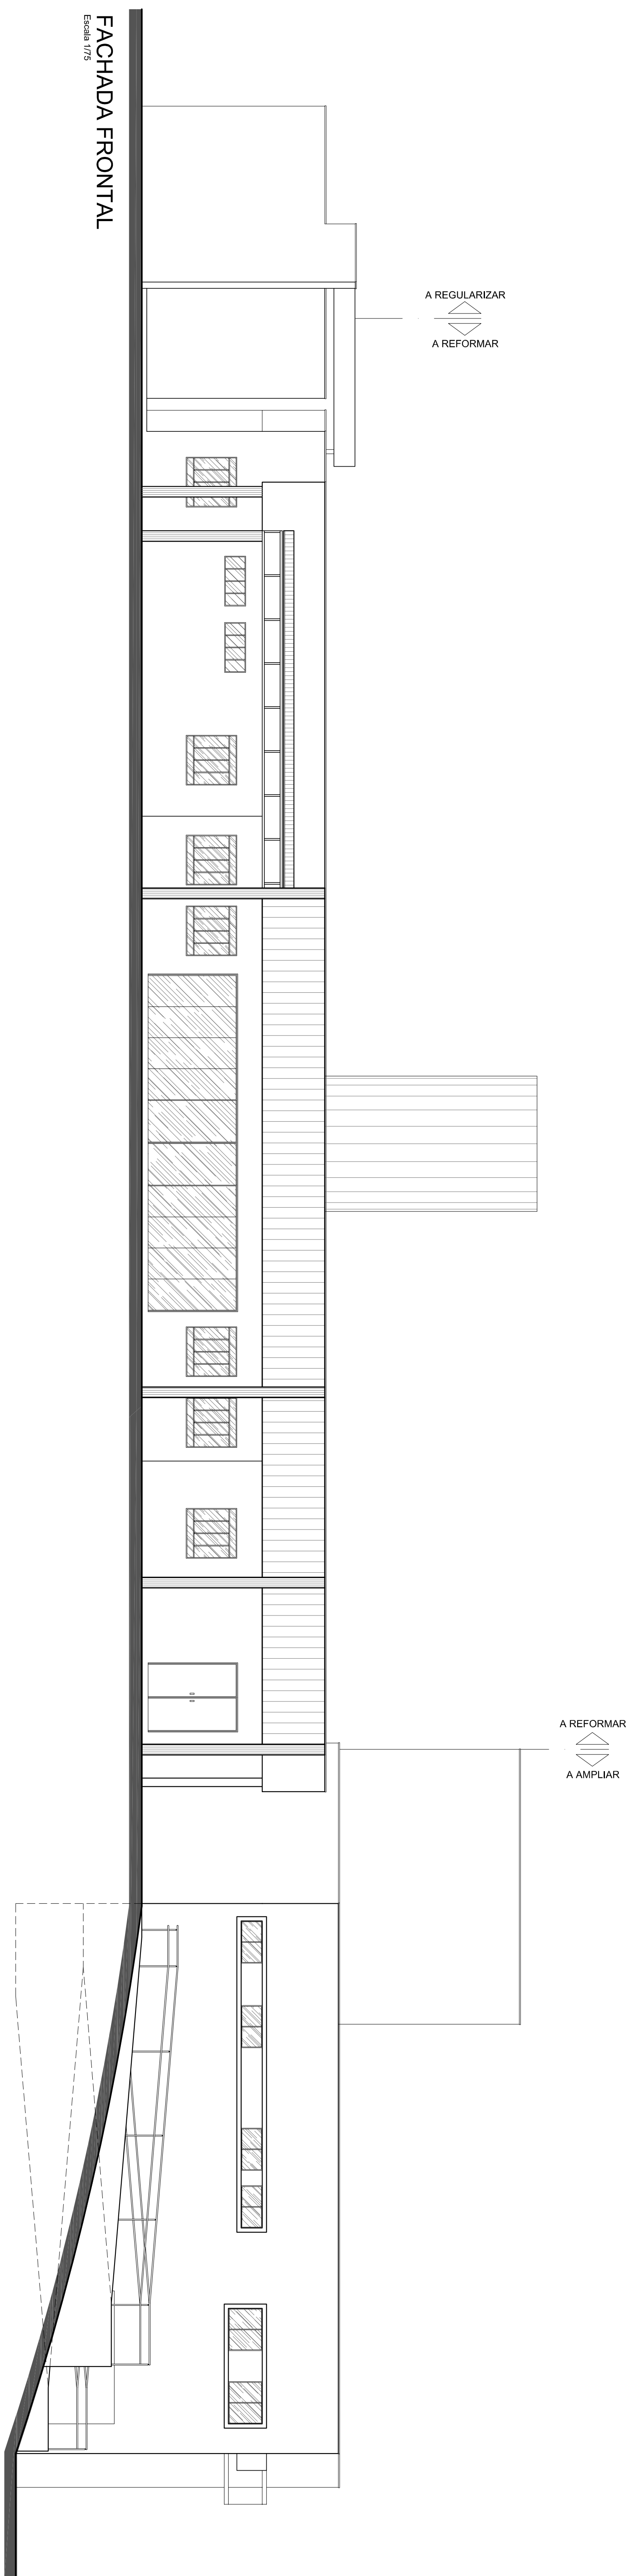 FACHADA FRONTAL
Escala 1/75
A REGULARIZAR
A REFORMAR
A REFORMAR
A AMPLIAR